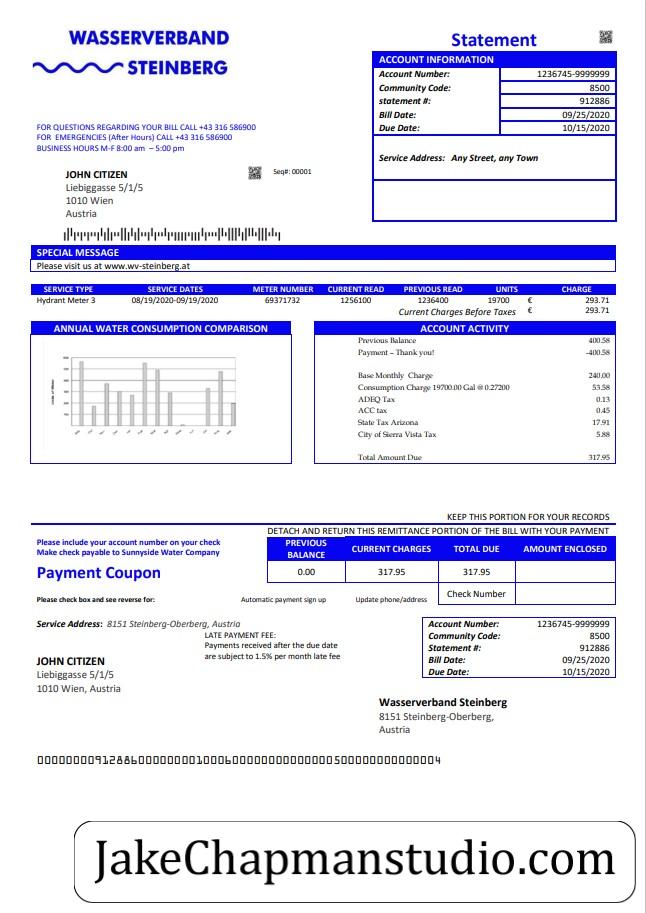 WASSERVERBAND
STEINBERG
Statement
ACCOUNT INFORMATION
Account Number: 1236745-9999999
Community Code: 8500
statement #: 912886
Bill Date: 09/25/2020
Due Date: 10/15/2020
Service Address: Any Street, any Town
FOR QUESTIONS REGARDING YOUR BILL CALL +43 316 586900
FOR EMERGENCIES (After Hours) CALL +43 316 586900
BUSINESS HOURS M-F 8:00 am – 5:00 pm
Seq#: 00001
JOHN CITIZEN
Liebiggasse 5/1/5
1010 Wien
Austria
SPECIAL MESSAGE
Please visit us at www.wv-steinberg.at
SERVICE TYPE SERVICE DATES METER NUMBER CURRENT READ PREVIOUS READ UNITS CHARGE
Hydrant Meter 3 08/19/2020-09/19/2020 69371732 1256100 1236400 19700 € 293.71
Current Charges Before Taxes € 293.71
ANNUAL WATER CONSUMPTION COMPARISON
ACCOUNT ACTIVITY
Previous Balance 400.58
Payment – Thank you! -400.58
Base Monthly Charge 240,00
Consumption Charge 19700.00 Gal @ 0.27200 53.58
ADEQ Tax 0.13
ACC tax 0.45
State Tax Arizona 17.91
City of Sierra Vista Tax 5.88
Total Amount Due 317.95
KEEP THIS PORTION FOR YOUR RECORDS
DETACH AND RETURN THIS REMITTANCE PORTION OF THE BILL WITH YOUR PAYMENT
Please include your account number on your check
Make check payable to Sunnyside Water Company
Payment Coupon
PREVIOUS BALANCE CURRENT CHARGES TOTAL DUE AMOUNT ENCLOSED
0.00 317.95 317.95
Check Number
Please check box and see reverse for: Automatic payment sign up Update phone/address
Service Address: 8151 Steinberg-Oberberg, Austria
LATE PAYMENT FEE:
Payments received after the due date
are subject to 1.5% per month late fee
Account Number: 1236745-9999999
Community Code: 8500
Statement #: 912886
Bill Date: 09/25/2020
Due Date: 10/15/2020
JOHN CITIZEN
Liebiggasse 5/1/5
1010 Wien, Austria
Wasserverband Steinberg
8151 Steinberg-Oberberg,
Austria
JakeChapmanstudio.com